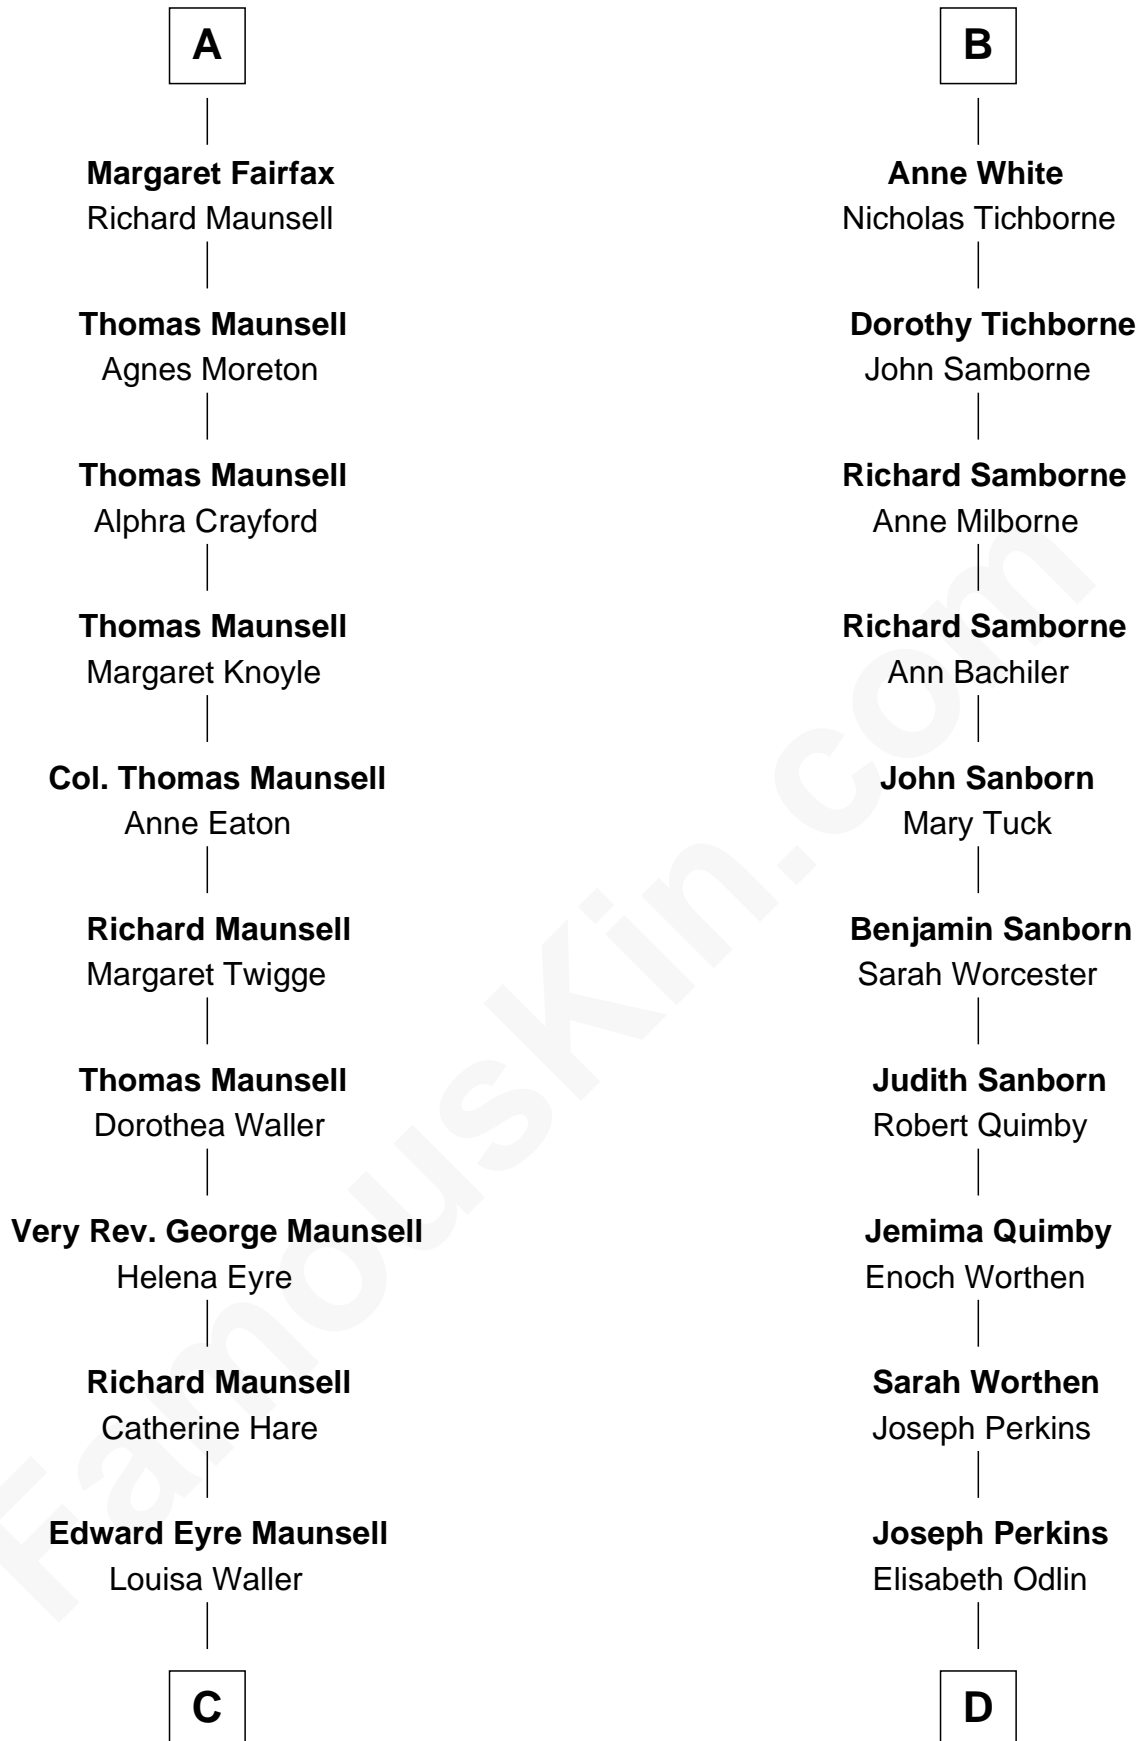 A
Margaret Fairfax
Richard Maunsell
Thomas Maunsell
Agnes Moreton
Thomas Maunsell
Alphra Crayford
Thomas Maunsell
Margaret Knoyle
Col. Thomas Maunsell
Anne Eaton
Richard Maunsell
Margaret Twigge
Thomas Maunsell
Dorothea Waller
Very Rev. George Maunsell
Helena Eyre
Richard Maunsell
Catherine Hare
Edward Eyre Maunsell
Louisa Waller
C
B
Anne White
Nicholas Tichborne
Dorothy Tichborne
John Samborne
Richard Samborne
Anne Milborne
Richard Samborne
Ann Bachiler
John Sanborn
Mary Tuck
Benjamin Sanborn
Sarah Worcester
Judith Sanborn
Robert Quimby
Jemima Quimby
Enoch Worthen
Sarah Worthen
Joseph Perkins
Joseph Perkins
Elisabeth Odlin
D
FamousKin.com